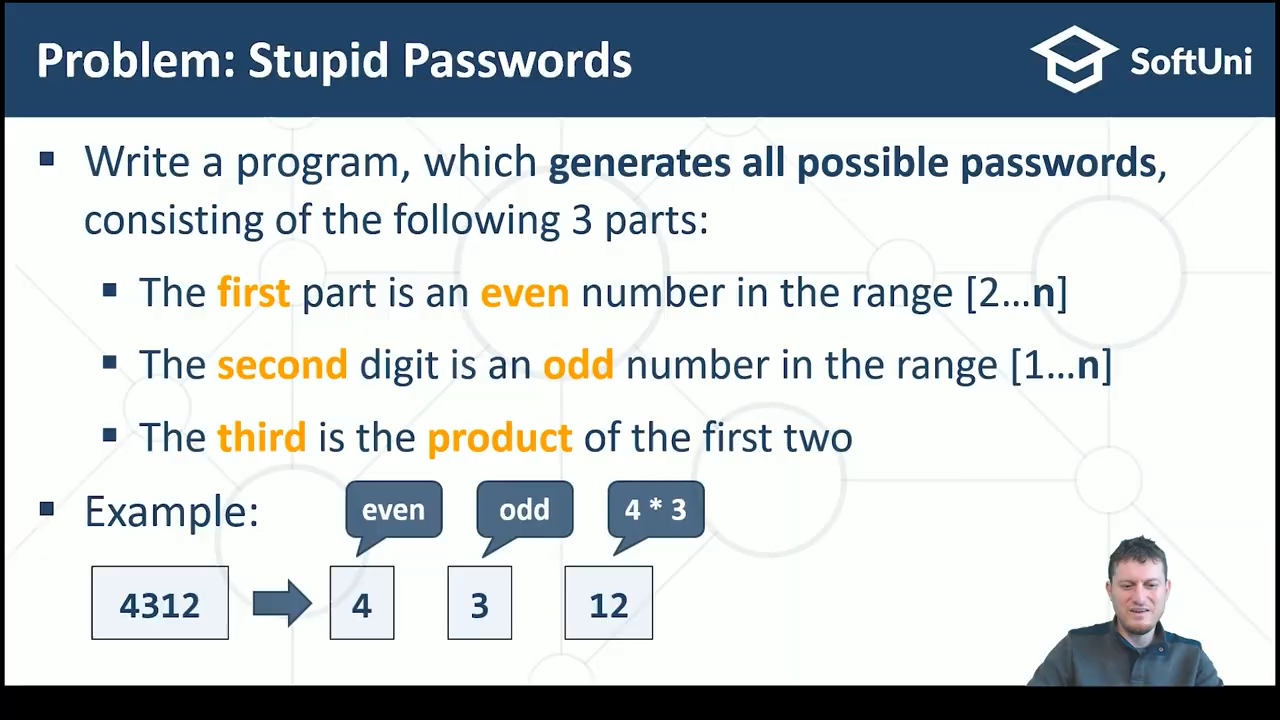 Problem: Stupid Passwords
SoftUni
▪ Write a program, which generates all possible passwords,
consisting of the following 3 parts:
▪ The first part is an even number in the range [2…n]
▪ The second digit is an odd number in the range [1…n]
▪ The third is the product of the first two
▪ Example:
even odd 4 * 3
4312 4 3 12